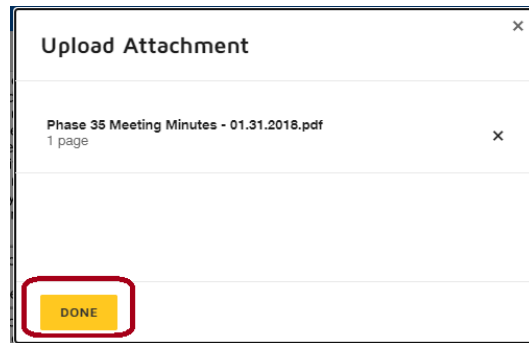 Upload Attachment
Phase 35 Meeting Minutes - 01.31.2018.pdf
1 page
DONE